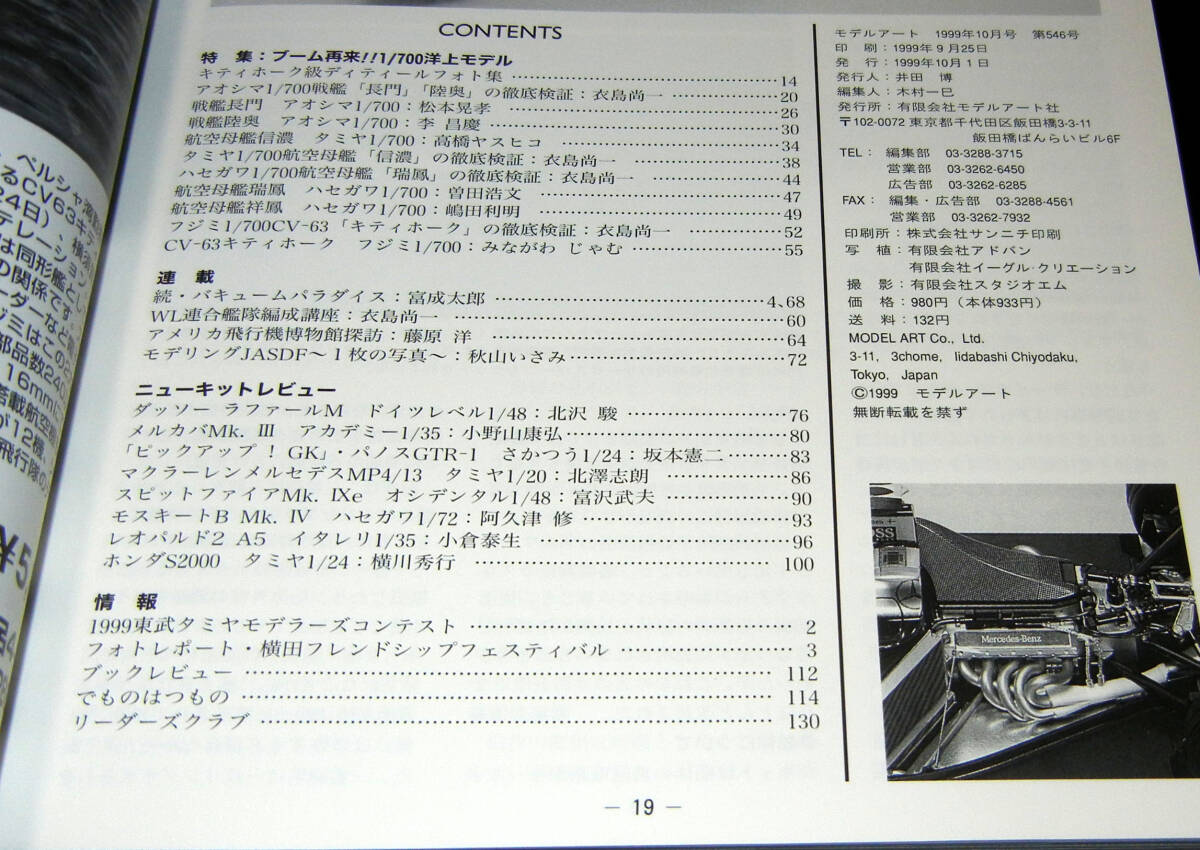 CONTENTS
特 集：ブーム再来!!1/700洋上モデル
キティホーク級ディティールフォト集 …… 14
アオシマ1/700戦艦「長門」「陸奥」の徹底検証：衣島尚一 …… 20
戦艦長門 アオシマ1/700：松本晃孝 …… 26
戦艦陸奥 アオシマ1/700：李 昌慶 …… 30
航空母艦信濃 タミヤ1/700：高橋ヤスヒコ …… 34
タミヤ1/700航空母艦「信濃」の徹底検証：衣島尚一 …… 38
ハセガワ1/700航空母艦「瑞鳳」の徹底検証：衣島尚一 …… 44
航空母艦瑞鳳 ハセガワ1/700：曽田浩文 …… 47
航空母艦祥鳳 ハセガワ1/700：嶋田利明 …… 49
フジミ1/700CV-63「キティホーク」の徹底検証：衣島尚一 …… 52
CV-63キティホーク フジミ1/700：みながわ じゃむ …… 55
連 載
続・バキュームパラダイス：富成太郎 …… 4、68
WL連合艦隊編成講座：衣島尚一 …… 60
アメリカ飛行機博物館探訪：藤原 洋 …… 64
モデリングJASDF～1枚の写真～：秋山いさみ …… 72
ニューキットレビュー
ダッソー ラファールM ドイツレベル1/48：北沢 駿 …… 76
メルカバMk. Ⅲ アカデミー1/35：小野山康弘 …… 80
「ピックアップ ! GK」・パノスGTR-1 さかつう1/24：坂本憲二 …… 83
マクラーレンメルセデスMP4/13 タミヤ1/20：北澤志朗 …… 86
スピットファイアMk. Ⅸe オシデンタル1/48：富沢武夫 …… 90
モスキートB Mk. Ⅳ ハセガワ1/72：阿久津 修 …… 93
レオパルド2 A5 イタレリ1/35：小倉泰生 …… 96
ホンダS2000 タミヤ1/24：横川秀行 …… 100
情 報
1999東武タミヤモデラーズコンテスト …… 2
フォトレポート・横田フレンドシップフェスティバル …… 3
ブックレビュー …… 112
でものはつもの …… 114
リーダーズクラブ …… 130
— 19 —
モデルアート 1999年10月号 第546号
印 刷：1999年9月25日
発 行：1999年10月1日
発行人：井田 博
編集人：木村一巳
発行所：有限会社モデルアート社
〒102-0072 東京都千代田区飯田橋3-3-11
飯田橋ばんらいビル6F
TEL： 編集部 03-3288-3715
営業部 03-3262-6450
広告部 03-3262-6285
FAX： 編集・広告部 03-3288-4561
営業部 03-3262-7932
印刷所：株式会社サンニチ印刷
写 植：有限会社アドバン
有限会社イーグル・クリエーション
撮 影：有限会社スタジオエム
価 格：980円（本体933円）
送 料：132円
MODEL ART Co., Ltd.
3-11, 3chome, Iidabashi Chiyodaku,
Tokyo, Japan
©1999 モデルアート
無断転載を禁ず
Mercedes-Benz